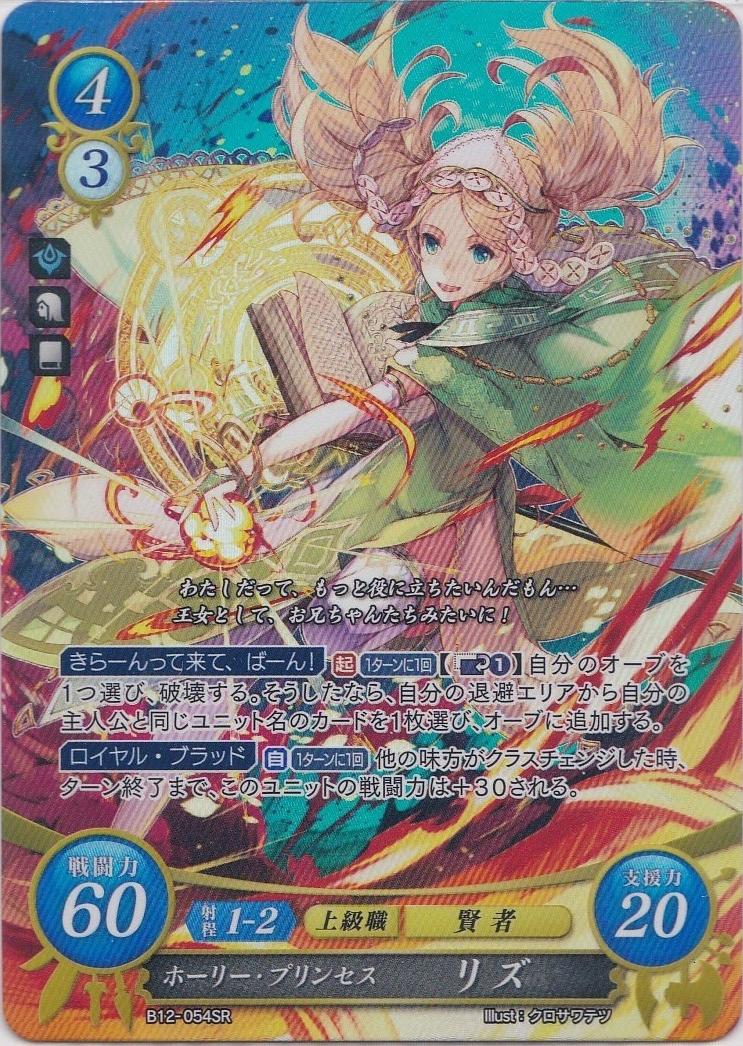 4
3
わたしだって、もっと役に立ちたいんだもん…
王女として、お兄ちゃんたちみたいに!
きらーんって来て、ばーん! 起 1ターンに1回 【 1 】自分のオーブを
1つ選び、破壊する。そうしたなら、自分の退避エリアから自分の
主人公と同じユニット名のカードを1枚選び、オーブに追加する。
ロイヤル・ブラッド 自 1ターンに1回 他の味方がクラスチェンジした時、
ターン終了まで、このユニットの戦闘力は+30される。
戦闘力
60
射程 1-2 上級職 賢者
支援力
20
ホーリー・プリンセス リズ
B12-054SR Illust:クロサワテツ